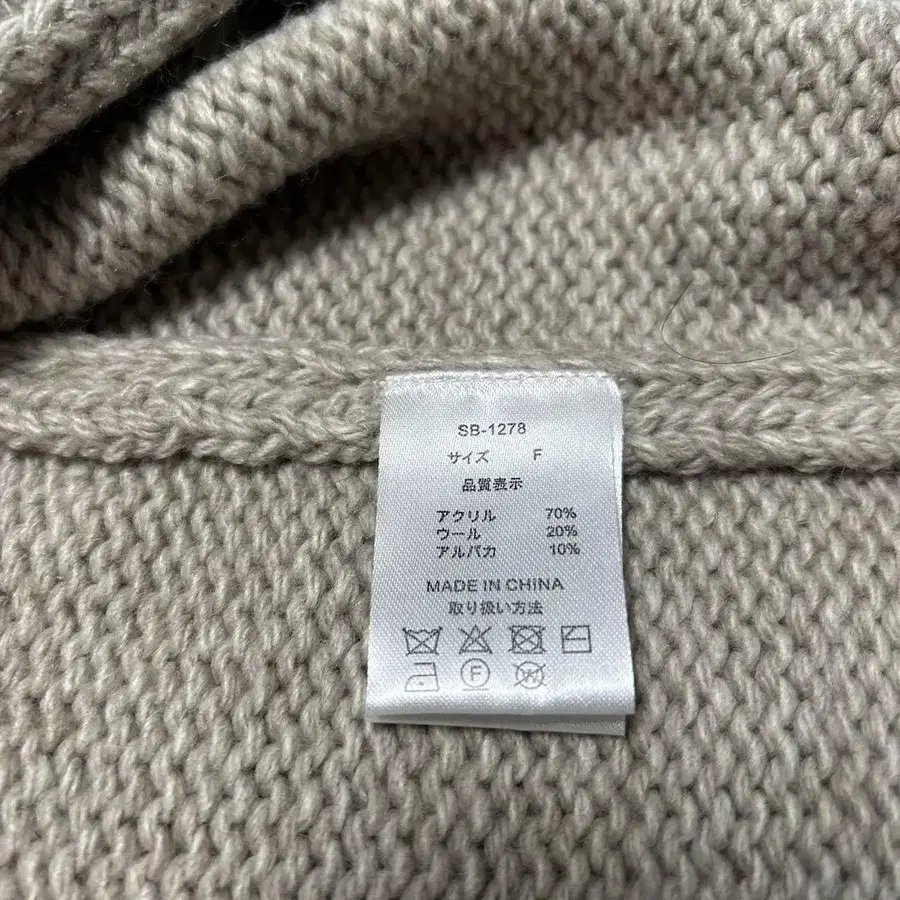 SB-1278
サイズ F
品質表示
アクリル 70%
ウール 20%
アルパカ 10%
MADE IN CHINA
取り扱い方法
F
W